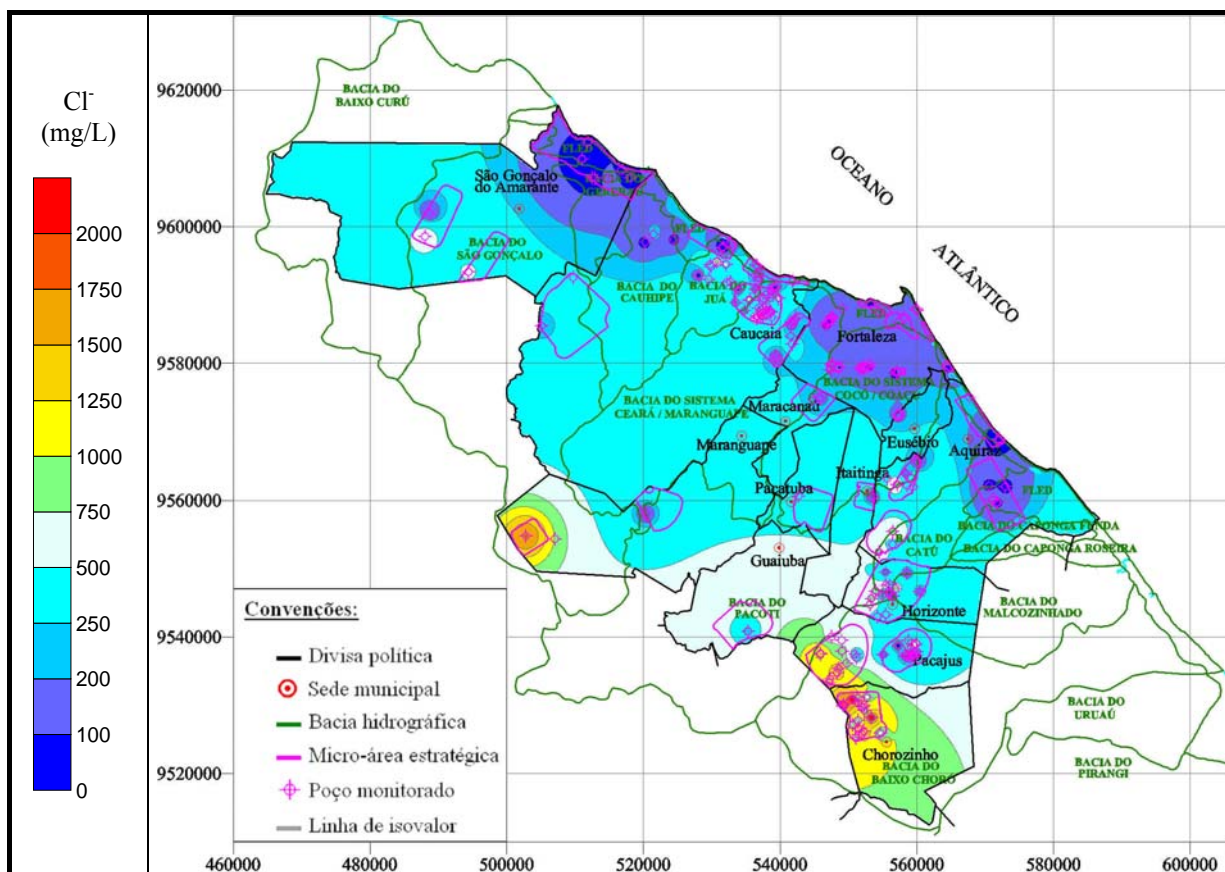 Cl-
(mg/L)
2000
1750
1500
1250
1000
750
500
250
200
100
0
9620000
9600000
9580000
9560000
9540000
9520000
460000
480000
500000
520000
540000
560000
580000
600000
BACIA DO
BAIXO CURÚ
OCEANO
ATLÂNTICO
FLED
São Gonçalo
do Amarante
BACIA DO
SÃO GONÇALO
FLED
BACIA DO
CAUHIPE
BACIA DO
JUÁ
Caucaia
FLED
Fortaleza
BACIA DO SISTEMA
CEARÁ / MARANGUAPE
BACIA DO SISTEMA
COCÓ / COAÇÚ
Maracanaú
Maranguape
Eusébio
Aquiraz
Itaitinga
Pacatuba
FLED
BACIA DO CAPONGA FUNDA
BACIA DO CAPONGA ROSEIRA
BACIA DO
CATÚ
Guaiuba
BACIA DO
PACOTI
Horizonte
BACIA DO
MALCOZINHADO
Pacajus
BACIA DO
URUAÚ
Chorozinho
BACIA DO
BAIXO CHORÓ
BACIA DO
PIRANGI
Convenções:
Divisa política
Sede municipal
Bacia hidrográfica
Micro-área estratégica
Poço monitorado
Linha de isovalor